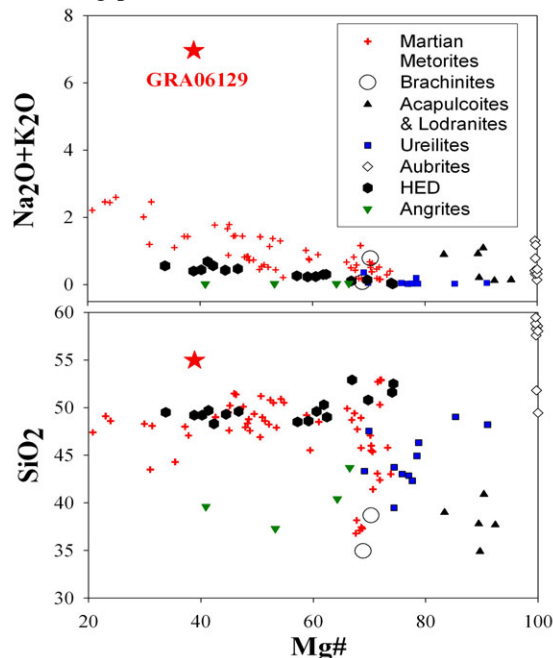 8
6
4
2
0
Na2O+K2O
GRA06129
Martian
Metorites
Brachinites
Acapulcoites
& Lodranites
Ureilites
Aubrites
HED
Angrites
60
55
50
45
40
35
30
SiO2
20
40
60
80
100
Mg#